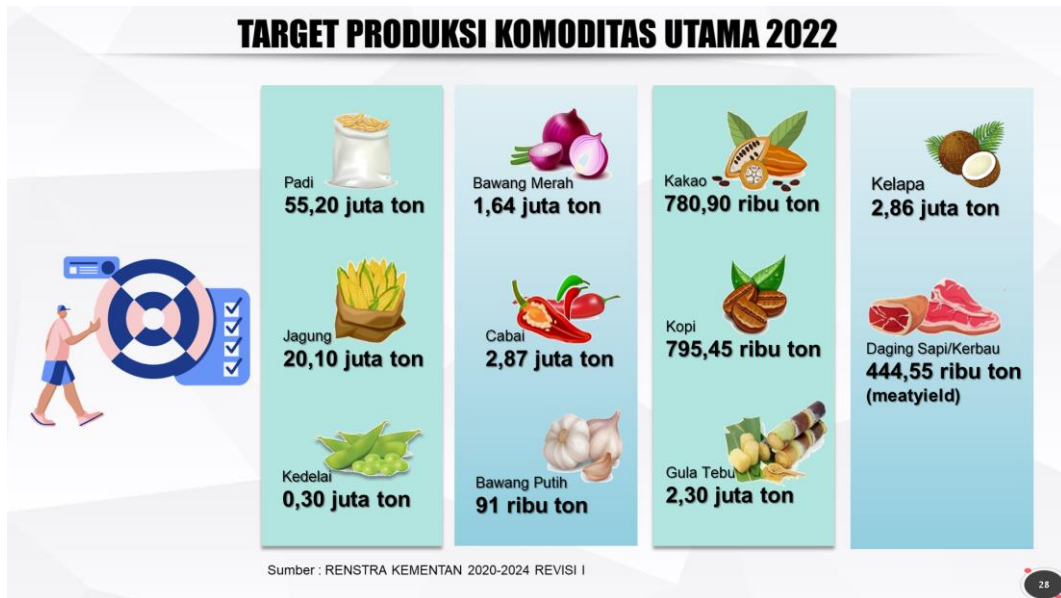 TARGET PRODUKSI KOMODITAS UTAMA 2022
Padi
55,20 juta ton
Jagung
20,10 juta ton
Kedelai
0,30 juta ton
Bawang Merah
1,64 juta ton
Cabai
2,87 juta ton
Bawang Putih
91 ribu ton
Kakao
780,90 ribu ton
Kopi
795,45 ribu ton
Gula Tebu
2,30 juta ton
Kelapa
2,86 juta ton
Daging Sapi/Kerbau
444,55 ribu ton
(meatyield)
Sumber : RENSTRA KEMENTAN 2020-2024 REVISI I
28